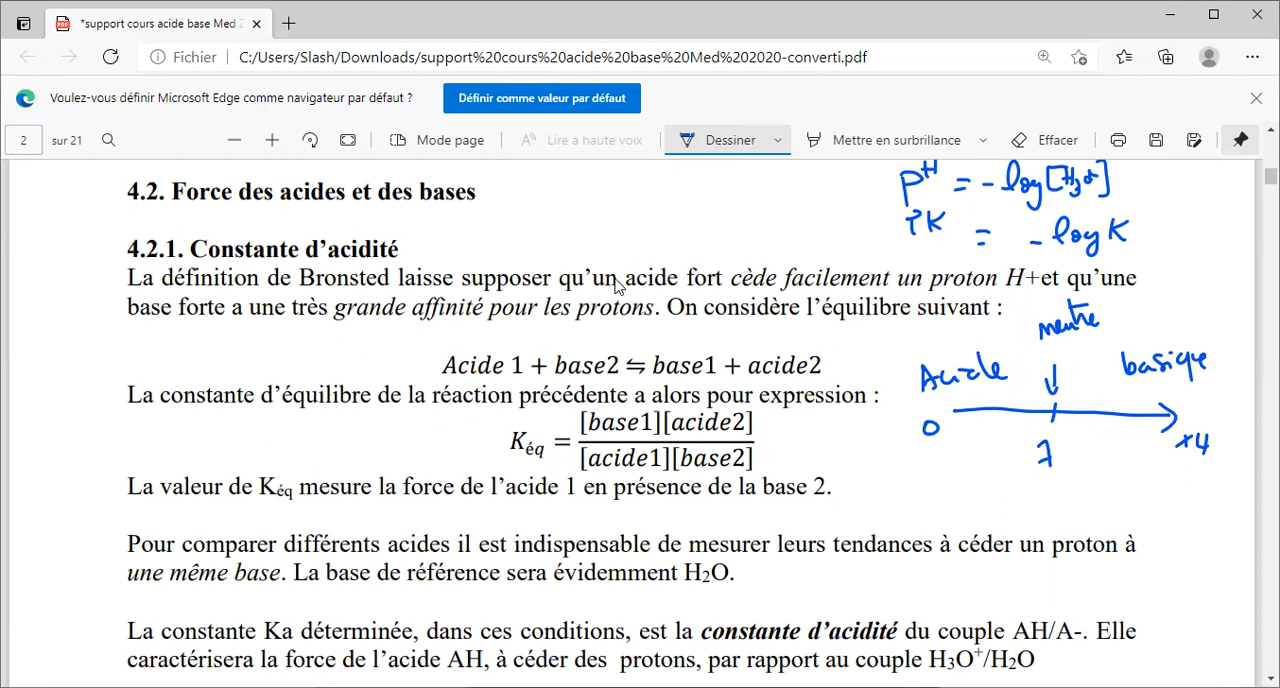 *support cours acide base Med 2
Fichier C:/Users/Slash/Downloads/support%20cours%20acide%20base%20Med%202020-converti.pdf
Voulez-vous définir Microsoft Edge comme navigateur par défaut ? Définir comme valeur par défaut
2 sur 21 Mode page Lire à haute voix Dessiner Mettre en surbrillance Effacer
4.2. Force des acides et des bases
pH = - log [H3O+]
pK = - log K
4.2.1. Constante d’acidité
La définition de Bronsted laisse supposer qu’un acide fort cède facilement un proton H+et qu’une
base forte a une très grande affinité pour les protons. On considère l’équilibre suivant :
neutre
Acide 1 + base2 ⇋ base1 + acide2
Acide basique
La constante d’équilibre de la réaction précédente a alors pour expression :
Kéq = [base1][acide2] / [acide1][base2]
0 7 14
La valeur de Kéq mesure la force de l’acide 1 en présence de la base 2.
Pour comparer différents acides il est indispensable de mesurer leurs tendances à céder un proton à
une même base. La base de référence sera évidemment H2O.
La constante Ka déterminée, dans ces conditions, est la constante d’acidité du couple AH/A-. Elle
caractérisera la force de l’acide AH, à céder des protons, par rapport au couple H3O+/H2O